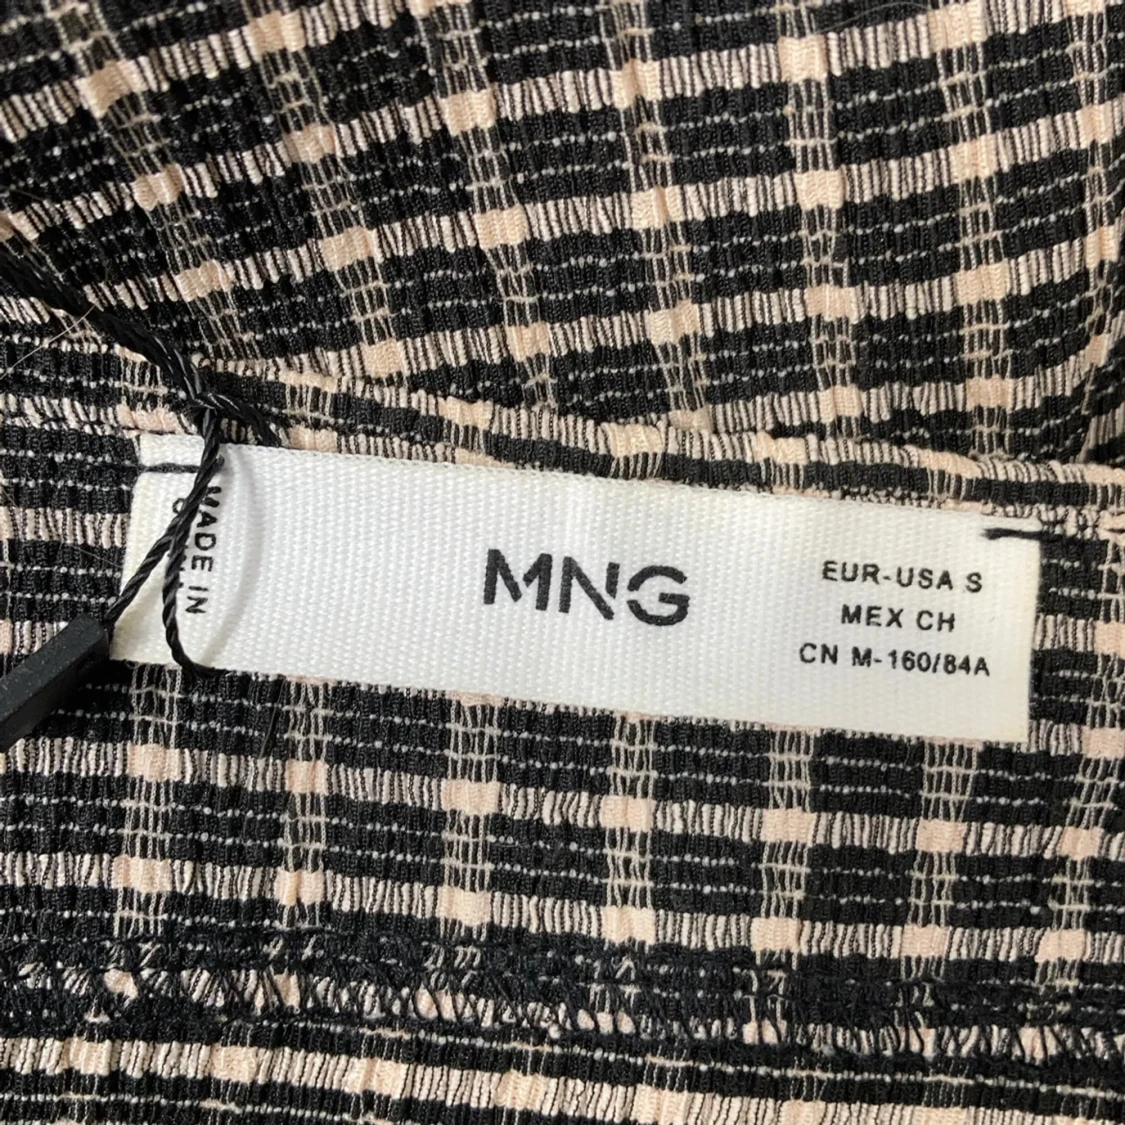 MADE IN
MNG
EUR-USA S
MEX CH
CN M-160/84A